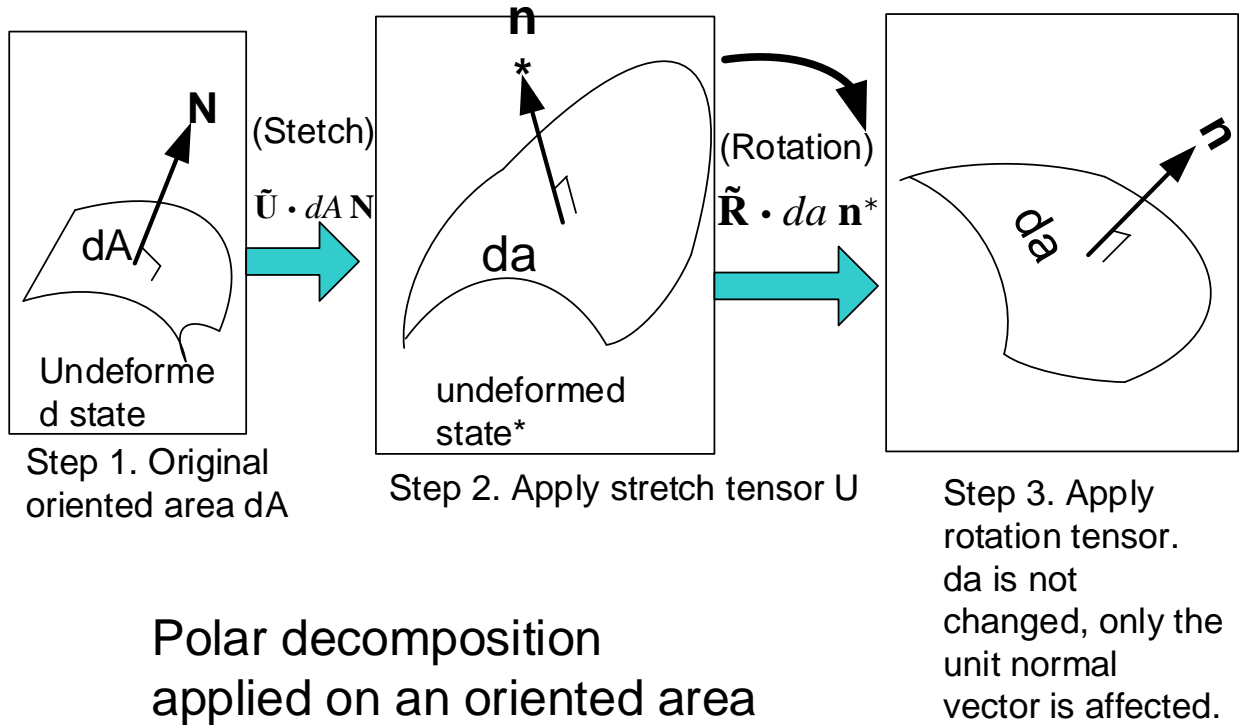 N
dA
Undeforme
d state
Step 1. Original
oriented area dA
(Stetch)
Ũ · dA N
n
*
da
undeformed
state*
Step 2. Apply stretch tensor U
(Rotation)
R̃ · da n*
n
da
Step 3. Apply
rotation tensor.
da is not
changed, only the
unit normal
vector is affected.
Polar decomposition
applied on an oriented area